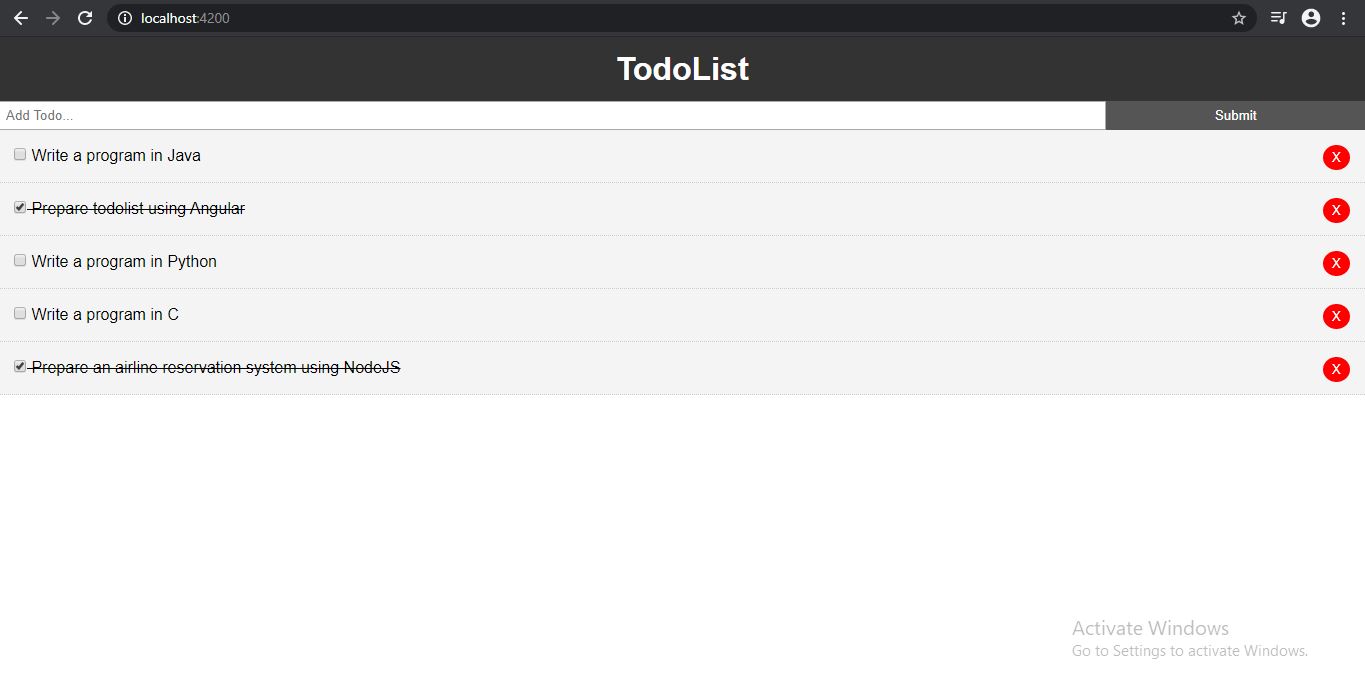 localhost:4200
TodoList
Add Todo...
Submit
Write a program in Java
X
Prepare todolist using Angular
X
Write a program in Python
X
Write a program in C
X
Prepare an airline reservation system using NodeJS
X
Activate Windows
Go to Settings to activate Windows.